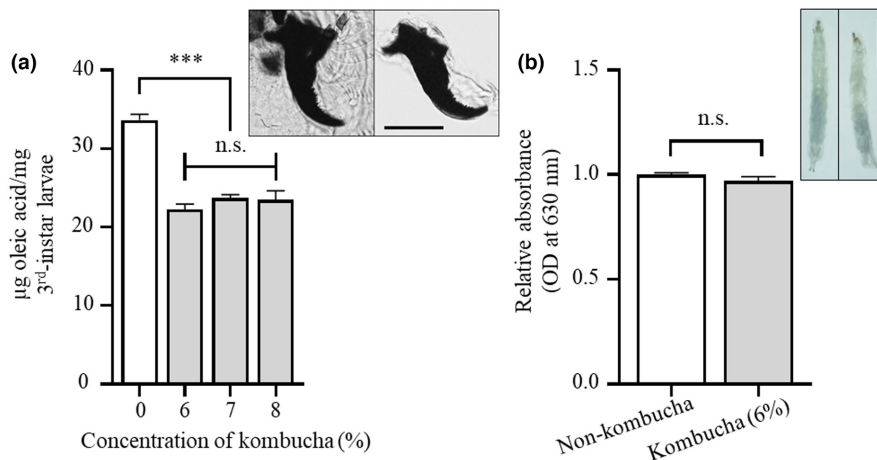 (a)
***
n.s.
40
30
20
10
0
µg oleic acid/mg
3rd-instar larvae
0 6 7 8
Concentration of kombucha (%)
(b)
n.s.
1.5
1.0
0.5
0.0
Relative absorbance
(OD at 630 nm)
Non-kombucha
Kombucha (6%)